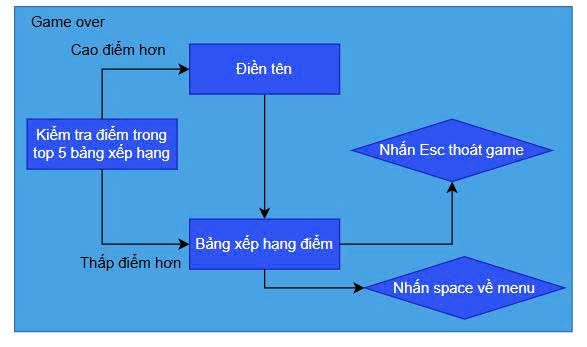 Game over
Cao điểm hơn
Điền tên
Kiểm tra điểm trong
top 5 bảng xếp hạng
Nhấn Esc thoát game
Bảng xếp hạng điểm
Thấp điểm hơn
Nhấn space về menu